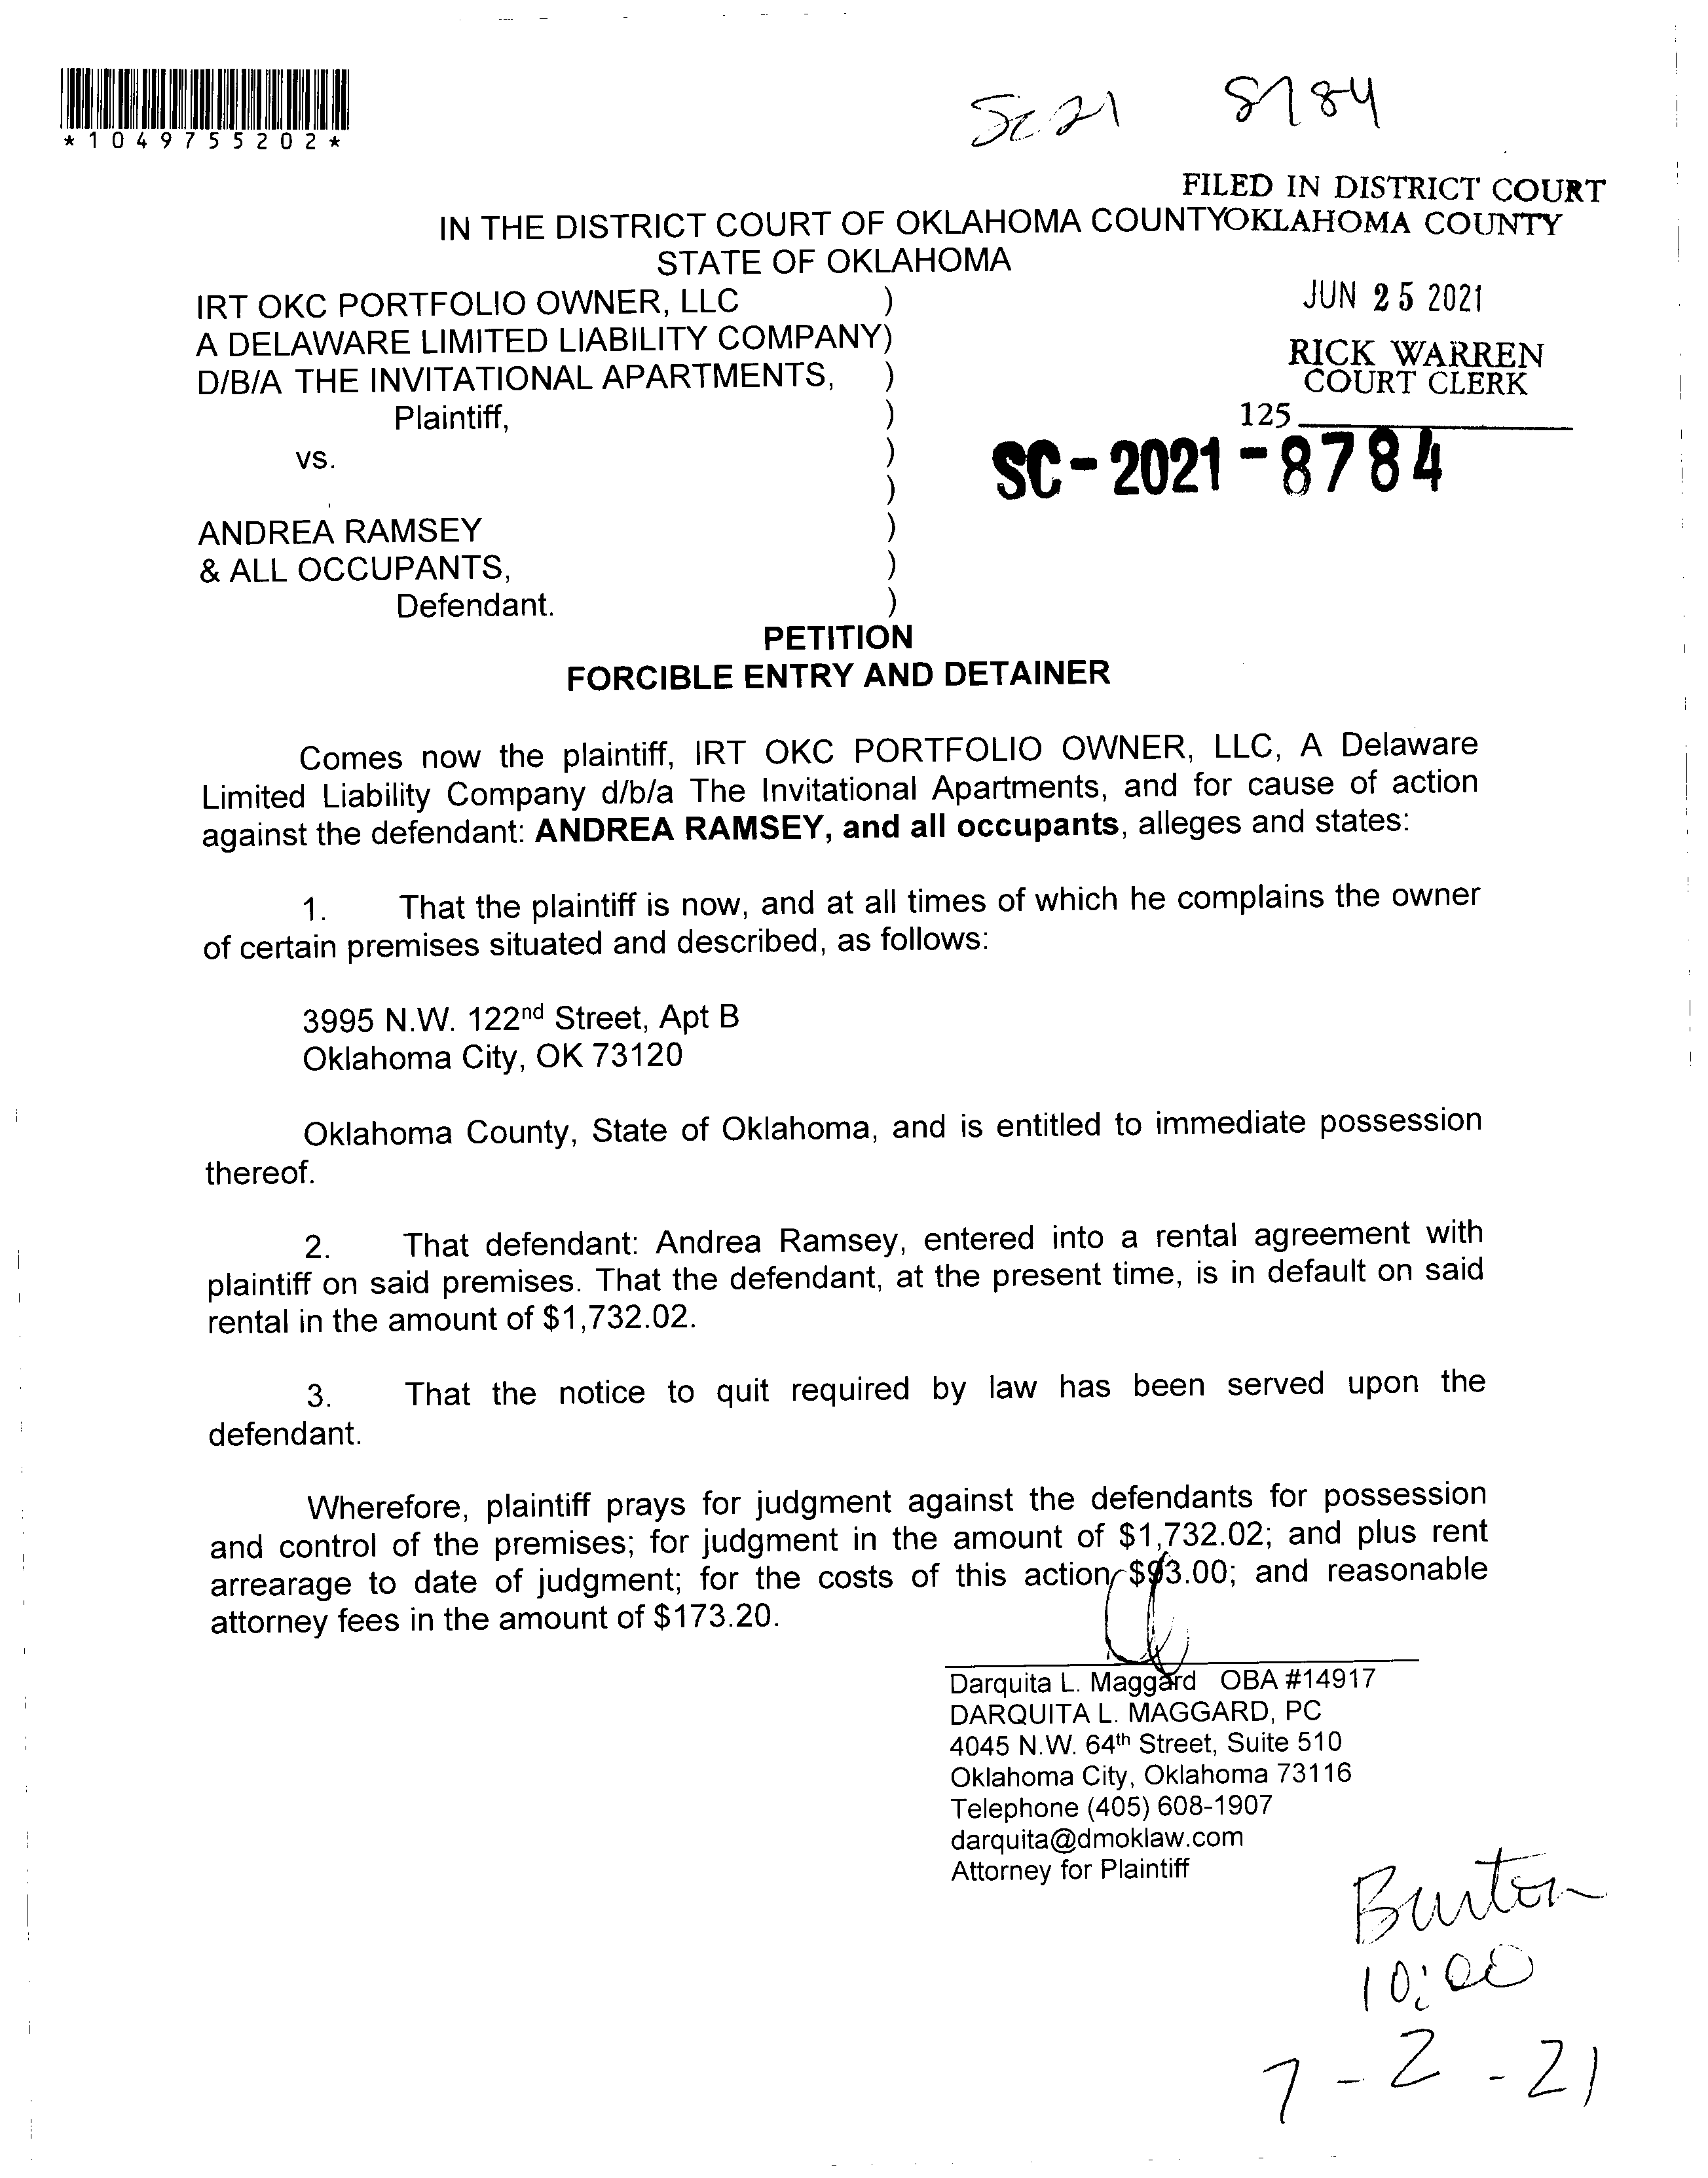 *1049755202*
SC 21 8784
FILED IN DISTRICT COURT
IN THE DISTRICT COURT OF OKLAHOMA COUNTY OKLAHOMA COUNTY
STATE OF OKLAHOMA
IRT OKC PORTFOLIO OWNER, LLC )
JUN 25 2021
A DELAWARE LIMITED LIABILITY COMPANY)
RICK WARREN
D/B/A THE INVITATIONAL APARTMENTS, )
COURT CLERK
Plaintiff, )
125
vs. )
SC-2021-8784
)
ANDREA RAMSEY )
& ALL OCCUPANTS, )
Defendant. )
PETITION
FORCIBLE ENTRY AND DETAINER
Comes now the plaintiff, IRT OKC PORTFOLIO OWNER, LLC, A Delaware
Limited Liability Company d/b/a The Invitational Apartments, and for cause of action
against the defendant: ANDREA RAMSEY, and all occupants, alleges and states:
1. That the plaintiff is now, and at all times of which he complains the owner
of certain premises situated and described, as follows:
3995 N.W. 122nd Street, Apt B
Oklahoma City, OK 73120
Oklahoma County, State of Oklahoma, and is entitled to immediate possession
thereof.
2. That defendant: Andrea Ramsey, entered into a rental agreement with
plaintiff on said premises. That the defendant, at the present time, is in default on said
rental in the amount of $1,732.02.
3. That the notice to quit required by law has been served upon the
defendant.
Wherefore, plaintiff prays for judgment against the defendants for possession
and control of the premises; for judgment in the amount of $1,732.02; and plus rent
arrearage to date of judgment; for the costs of this action $93.00; and reasonable
attorney fees in the amount of $173.20.
Darquita L. Maggard OBA #14917
DARQUITA L. MAGGARD, PC
4045 N.W. 64th Street, Suite 510
Oklahoma City, Oklahoma 73116
Telephone (405) 608-1907
darquita@dmoklaw.com
Attorney for Plaintiff
Burton
10:00
7-2-21